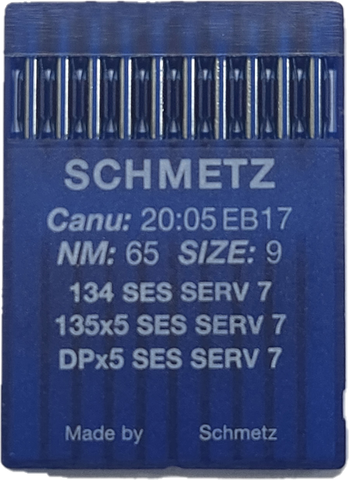 SCHMETZ
Canu: 20:05 EB17
NM: 65 SIZE: 9
134 SES SERV 7
135x5 SES SERV 7
DPx5 SES SERV 7
Made by Schmetz